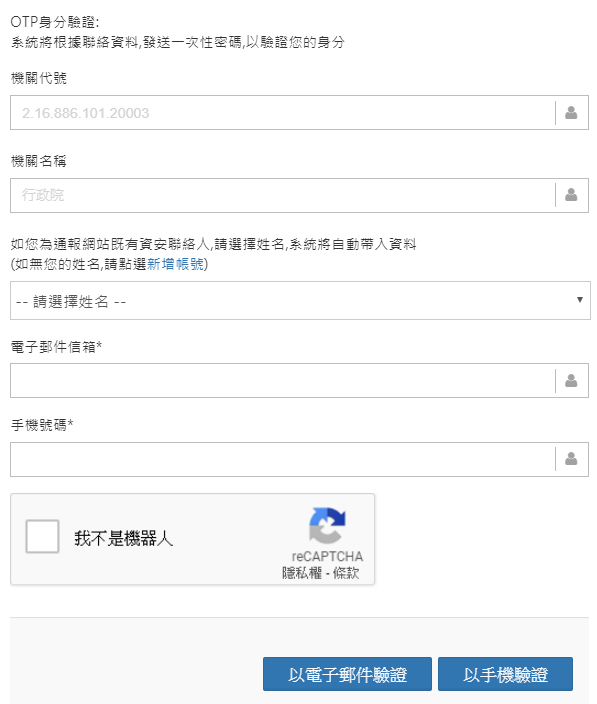 OTP身分驗證:
系統將根據聯絡資料,發送一次性密碼,以驗證您的身分
機關代號
2.16.886.101.20003
機關名稱
行政院
如您為通報網站既有資安聯絡人,請選擇姓名,系統將自動帶入資料
(如無您的姓名,請點選新增帳號)
-- 請選擇姓名 --
電子郵件信箱*
手機號碼*
我不是機器人
reCAPTCHA
隱私權 - 條款
以電子郵件驗證
以手機驗證